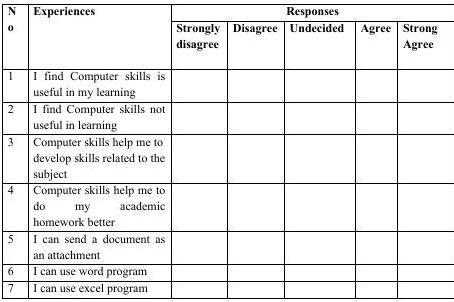 N
o
Experiences
Responses
Strongly
disagree
Disagree
Undecided
Agree
Strong
Agree
1
I find Computer skills is
useful in my learning
2
I find Computer skills not
useful in learning
3
Computer skills help me to
develop skills related to the
subject
4
Computer skills help me to
do my academic
homework better
5
I can send a document as
an attachment
6
I can use word program
7
I can use excel program